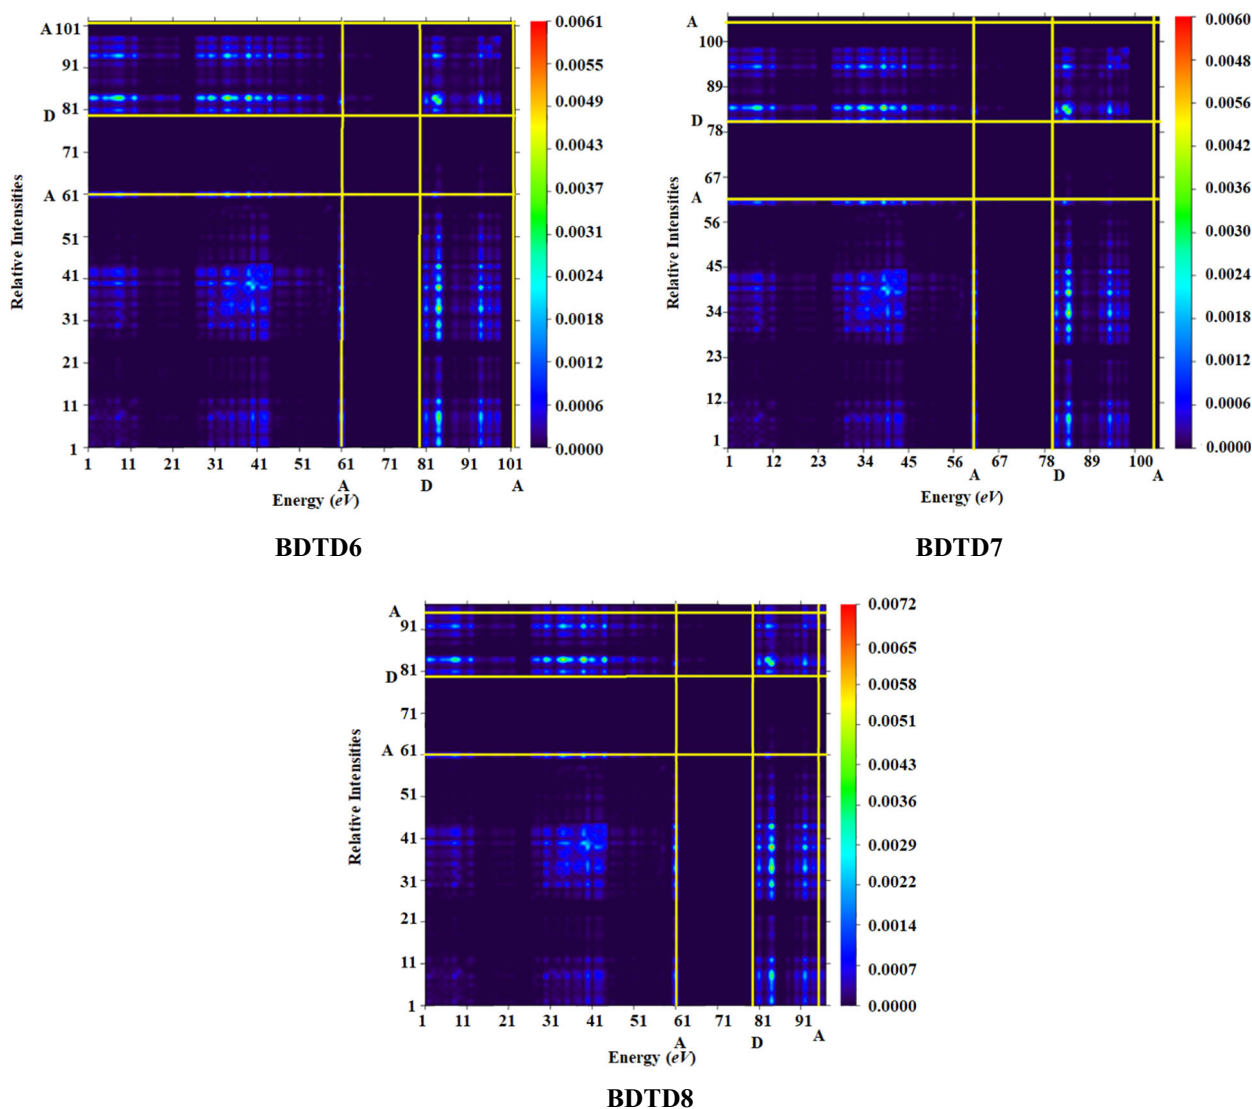 A 101
91
81
D
71
A 61
51
41
31
21
11
1
Relative Intensities
1 11 21 31 41 51 61 71 81 91 101
A D A
Energy (eV)
0.0061
0.0055
0.0049
0.0043
0.0037
0.0031
0.0024
0.0018
0.0012
0.0006
0.0000
BDTD6
A
100
89
D
78
67
A
56
45
34
23
12
1
Relative Intensities
1 12 23 34 45 56 67 78 89 100
A D A
Energy (eV)
0.0060
0.0048
0.0056
0.0042
0.0036
0.0030
0.0024
0.0018
0.0012
0.0006
0.0000
BDTD7
A
91
81
D
71
A 61
51
41
31
21
11
1
Relative Intensities
1 11 21 31 41 51 61 71 81 91
A D A
Energy (eV)
0.0072
0.0065
0.0058
0.0051
0.0043
0.0036
0.0029
0.0022
0.0014
0.0007
0.0000
BDTD8